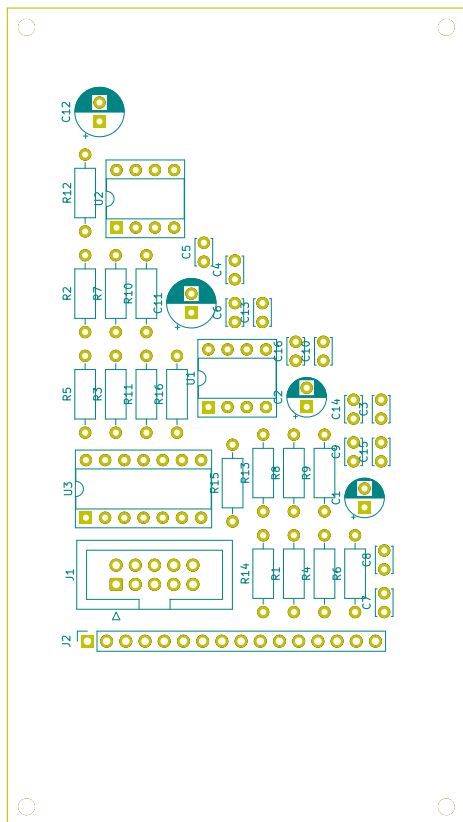 C12
+
R12
U2
C5
C4
R2
R7
R10
C11
+
C6
C13
C16
C10
R5
R3
R11
R16
U1
C2
+
C14
C3
U3
R15
R13
R8
R9
C9
C15
C1
+
J1
R14
R1
R4
R6
C8
C7
J2